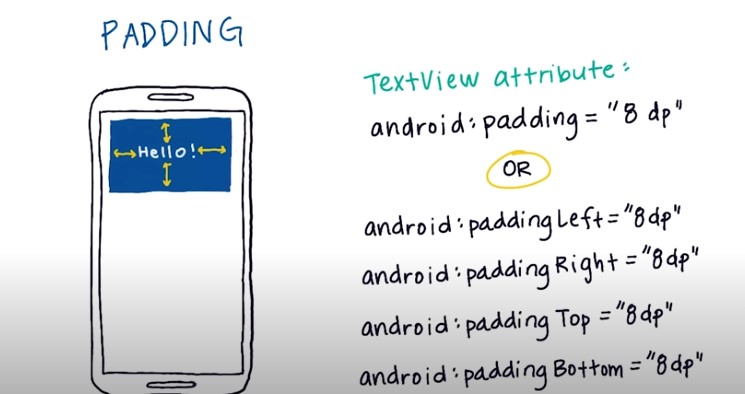 PADDING
Hello!
TextView attribute:
android:padding = "8 dp"
OR
android:paddingLeft="8dp"
android:paddingRight="8dp"
android:paddingTop="8dp"
android:paddingBottom="8dp"